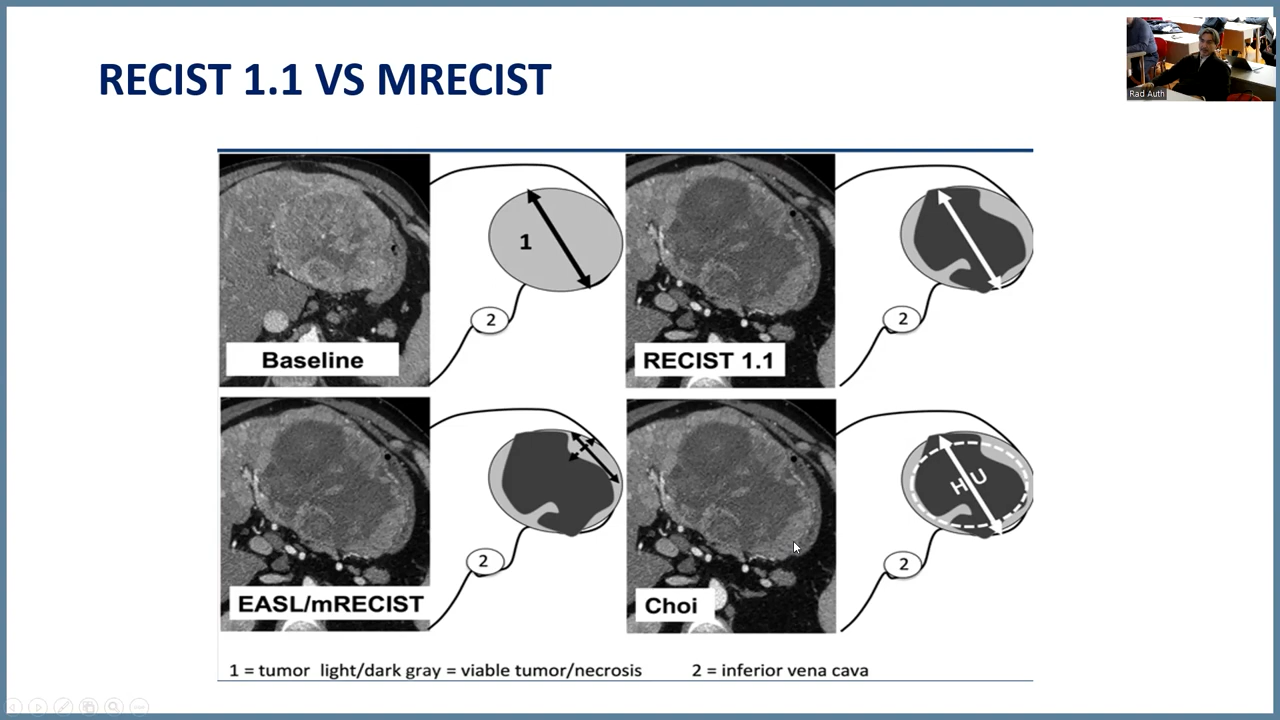 RECIST 1.1 VS MRECIST
Rad Auth
1
2
Baseline
2
RECIST 1.1
2
EASL/mRECIST
HU
2
Choi
1 = tumor light/dark gray = viable tumor/necrosis 2 = inferior vena cava